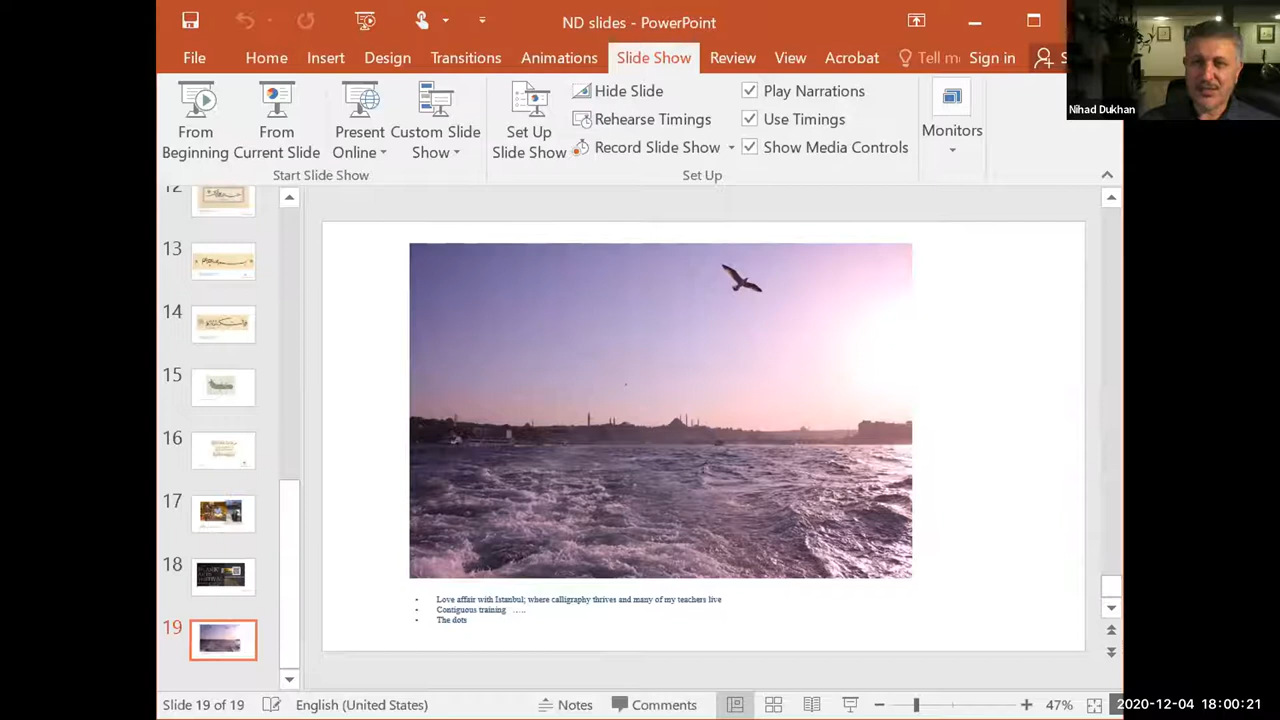 ND slides - PowerPoint
File Home Insert Design Transitions Animations Slide Show Review View Acrobat Tell m Sign in S
Nihad Dukhan
From Beginning
From Current Slide
Present Online
Custom Slide Show
Set Up Slide Show
Hide Slide
Rehearse Timings
Record Slide Show
Play Narrations
Use Timings
Show Media Controls
Monitors
Start Slide Show
Set Up
12
13
14
15
16
17
18
19
• Love affair with Istanbul; where calligraphy thrives and many of my teachers live
• Contiguous training .....
• The dots
Slide 19 of 19 English (United States) Notes Comments 47%
2020-12-04 18:00:21